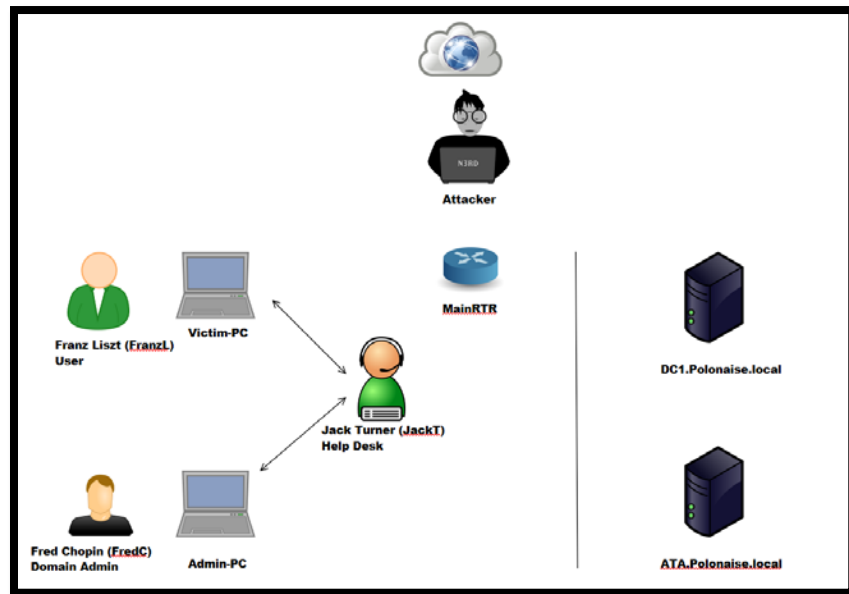 N3RD
Attacker
MainRTR
Victim-PC
Franz Liszt (FranzL)
User
DC1.Polonaise.local
Jack Turner (JackT)
Help Desk
Fred Chopin (FredC)
Domain Admin
Admin-PC
ATA.Polonaise.local